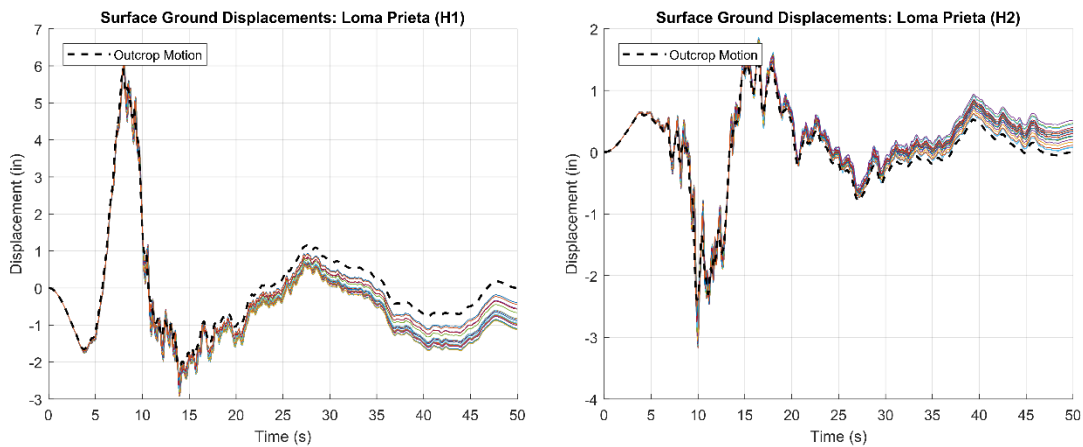 Surface Ground Displacements: Loma Prieta (H1)
Outcrop Motion
Displacement (in)
7
6
5
4
3
2
1
0
-1
-2
-3
0 5 10 15 20 25 30 35 40 45 50
Time (s)
Surface Ground Displacements: Loma Prieta (H2)
Outcrop Motion
Displacement (in)
2
1
0
-1
-2
-3
-4
0 5 10 15 20 25 30 35 40 45 50
Time (s)